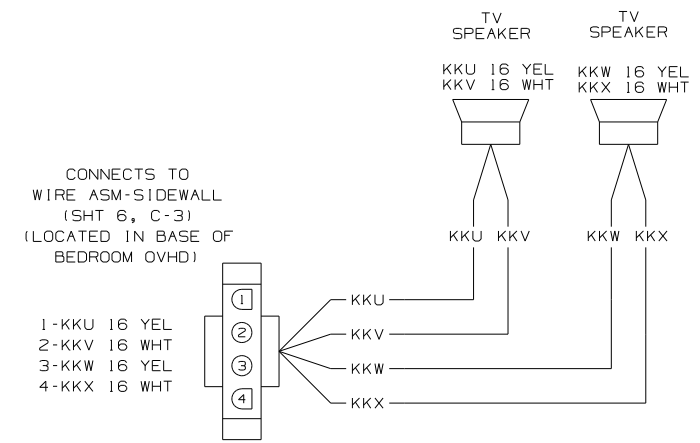 TV
SPEAKER
KKU 16 YEL
KKV 16 WHT
TV
SPEAKER
KKW 16 YEL
KKX 16 WHT
CONNECTS TO
WIRE ASM-SIDEWALL
(SHT 6, C-3)
(LOCATED IN BASE OF
BEDROOM OVHD)
KKU KKV
KKW KKX
1-KKU 16 YEL
2-KKV 16 WHT
3-KKW 16 YEL
4-KKX 16 WHT
1
2
3
4
KKU
KKV
KKW
KKX